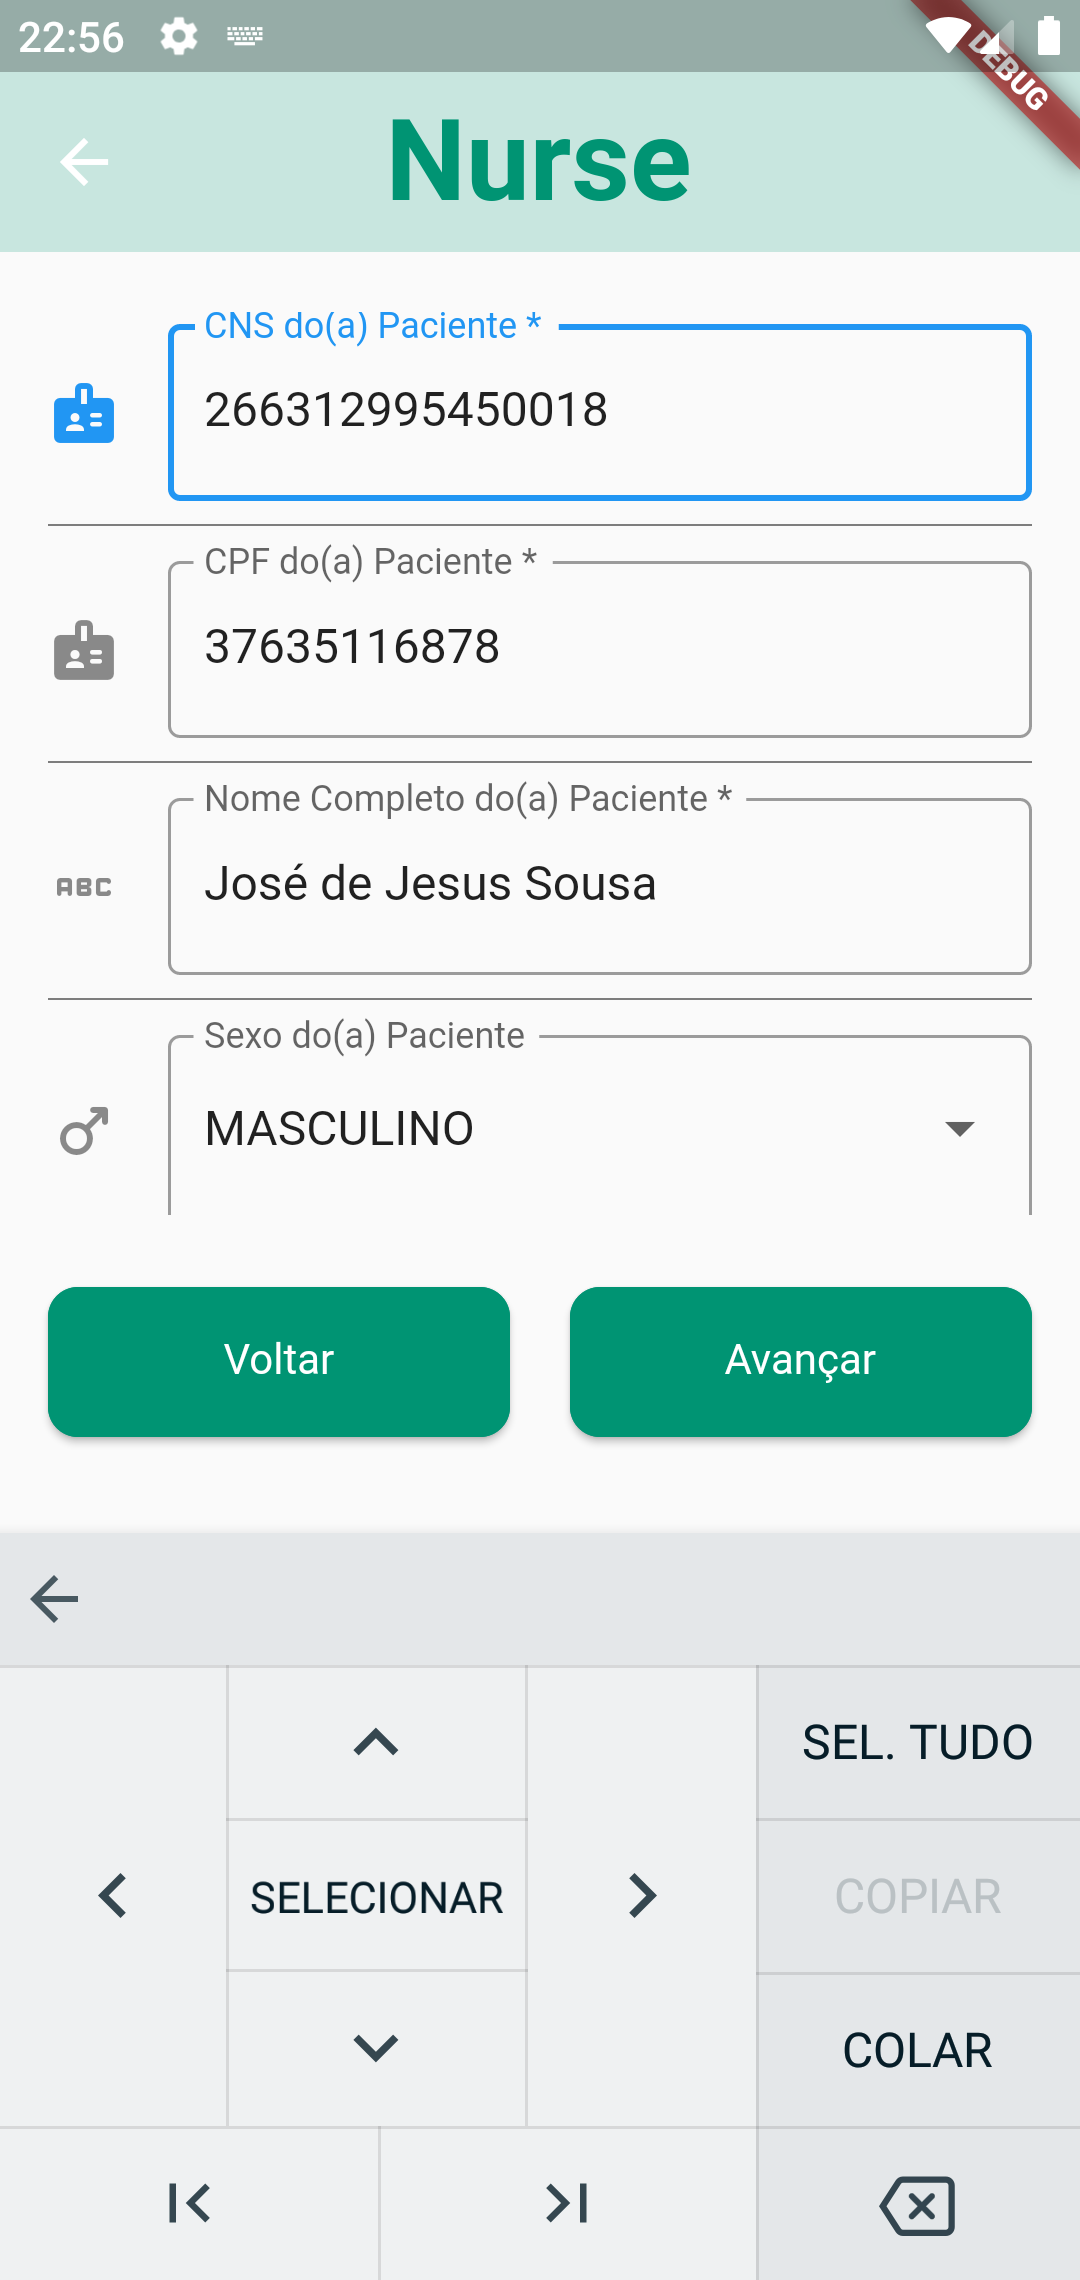 22:56
DEBUG
Nurse
CNS do(a) Paciente *
266312995450018
CPF do(a) Paciente *
37635116878
Nome Completo do(a) Paciente *
ABC
José de Jesus Sousa
Sexo do(a) Paciente
MASCULINO
Voltar
Avançar
SEL. TUDO
SELECIONAR
COPIAR
COLAR